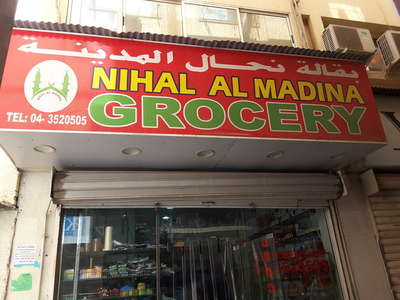 بقالة نحال المدينة
NIHAL AL MADINA
GROCERY
TEL: 04- 3520505